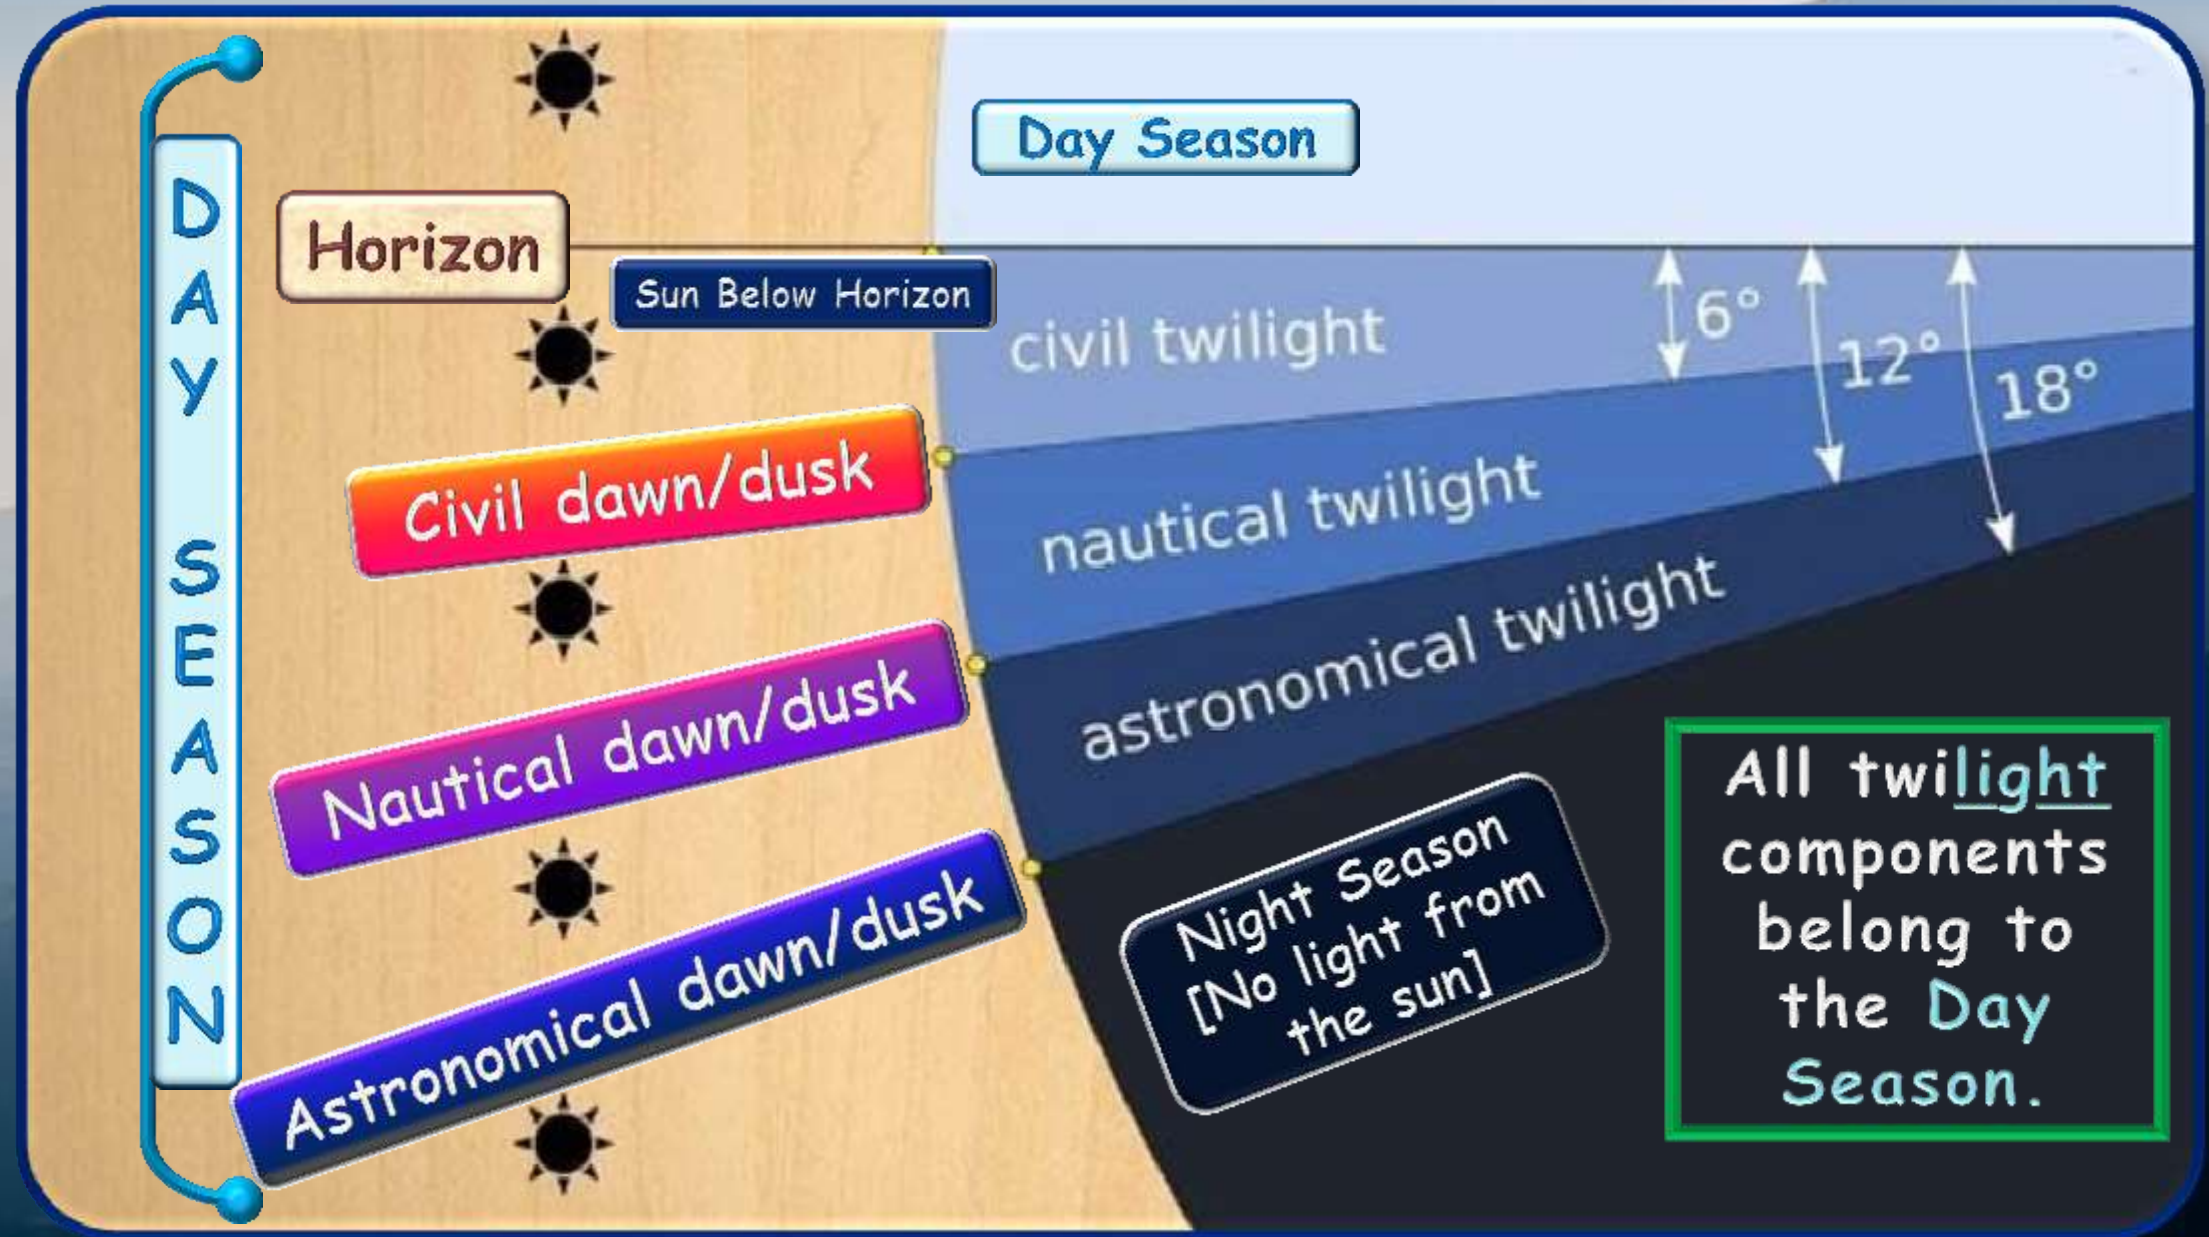 DAY SEASON
Day Season
Horizon
Sun Below Horizon
civil twilight
6°
12°
18°
Civil dawn/dusk
nautical twilight
Nautical dawn/dusk
astronomical twilight
Astronomical dawn/dusk
Night Season
[No light from
the sun]
All twilight
components
belong to
the Day
Season.